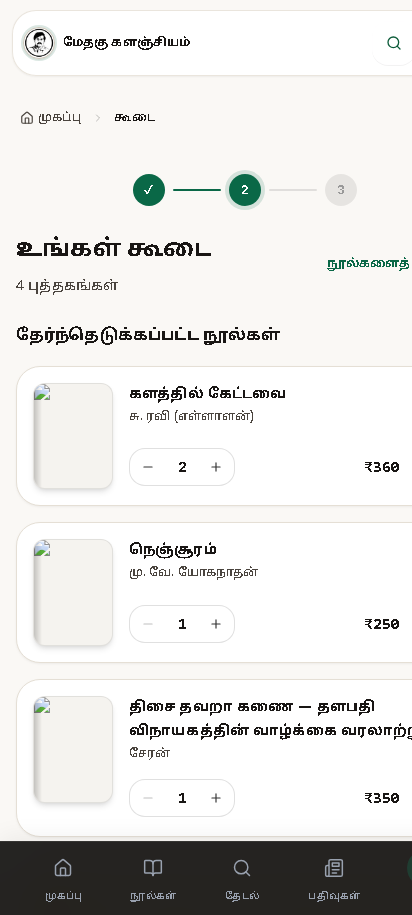 மேதகு களஞ்சியம்
முகப்பு > கூடை
✓ 2 3
உங்கள் கூடை
நூல்களைத்
4 புத்தகங்கள்
தேர்ந்தெடுக்கப்பட்ட நூல்கள்
களத்தில் கேட்டவை
சு. ரவி (எள்ளாளன்)
− 2 + ₹360
நெஞ்சூரம்
மு. வே. யோகநாதன்
− 1 + ₹250
திசை தவறா கணை — தளபதி
விநாயகத்தின் வாழ்க்கை வரலாற்று
சேரன்
− 1 + ₹350
முகப்பு நூல்கள் தேடல் பதிவுகள்